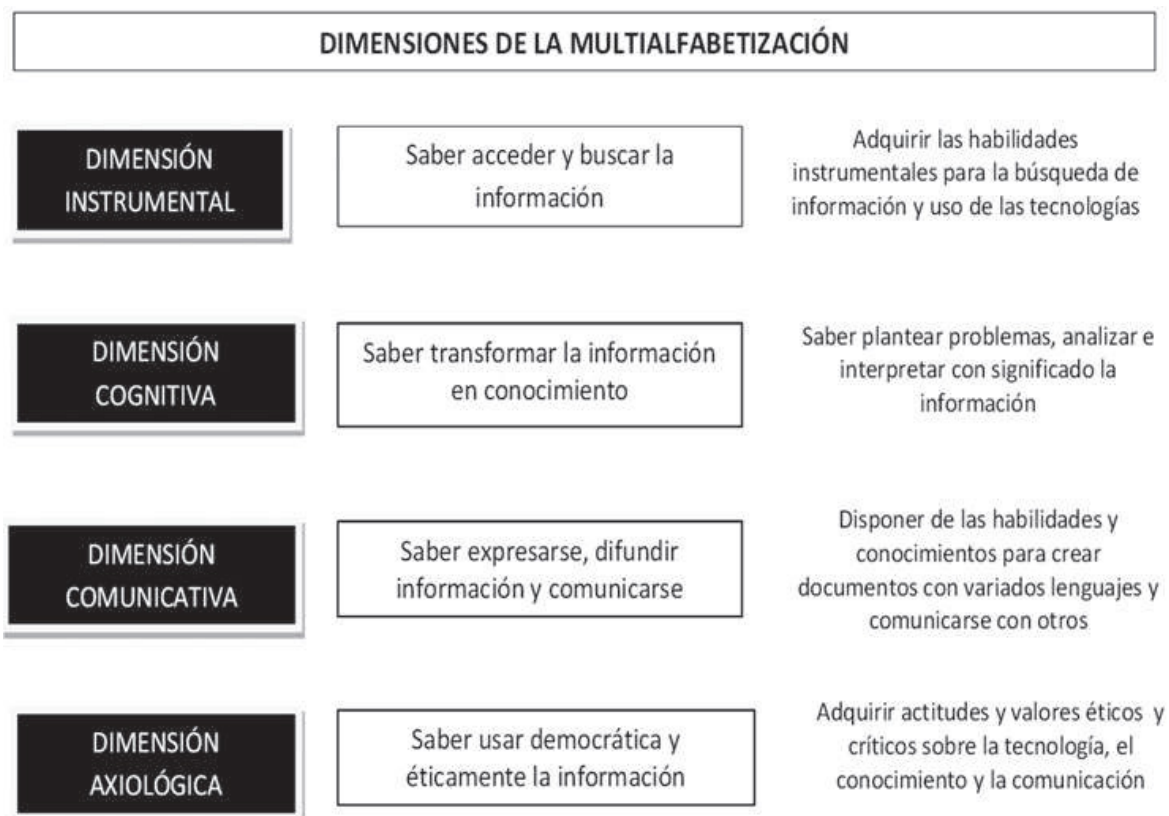 DIMENSIONES DE LA MULTIALFABETIZACIÓN
DIMENSIÓN
INSTRUMENTAL
Saber acceder y buscar la
información
Adquirir las habilidades
instrumentales para la búsqueda de
información y uso de las tecnologías
DIMENSIÓN
COGNITIVA
Saber transformar la información
en conocimiento
Saber plantear problemas, analizar e
interpretar con significado la
información
DIMENSIÓN
COMUNICATIVA
Saber expresarse, difundir
información y comunicarse
Disponer de las habilidades y
conocimientos para crear
documentos con variados lenguajes y
comunicarse con otros
DIMENSIÓN
AXIOLÓGICA
Saber usar democrática y
éticamente la información
Adquirir actitudes y valores éticos y
críticos sobre la tecnología, el
conocimiento y la comunicación